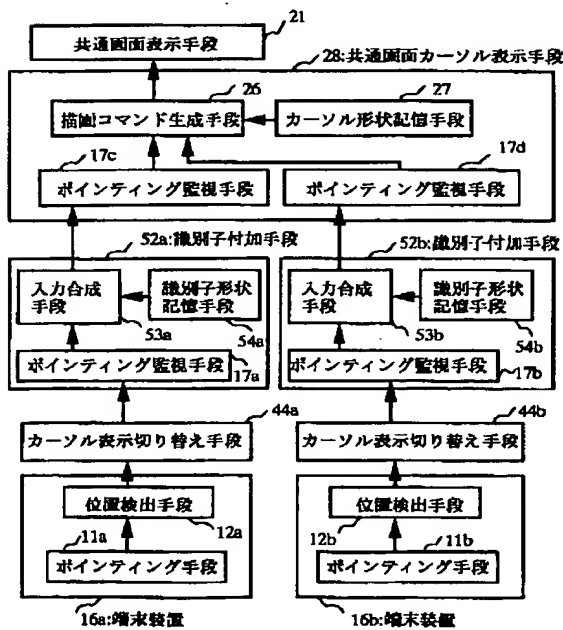 21
共通画面表示手段
28:共通画面カーソル表示手段
26
27
描画コマンド生成手段
カーソル形状記憶手段
17c
17d
ポインティング監視手段
ポインティング監視手段
52a:識別子付加手段
52b:識別子付加手段
入力合成
手段
識別子形状
記憶手段
入力合成
手段
識別子形状
記憶手段
53a
54a
53b
54b
ポインティング監視手段
ポインティング監視手段
17a
17b
44a
44b
カーソル表示切り替え手段
カーソル表示切り替え手段
位置検出手段
位置検出手段
11a
12a
12b
11b
ポインティング手段
ポインティング手段
16a:端末装置
16b:端末装置